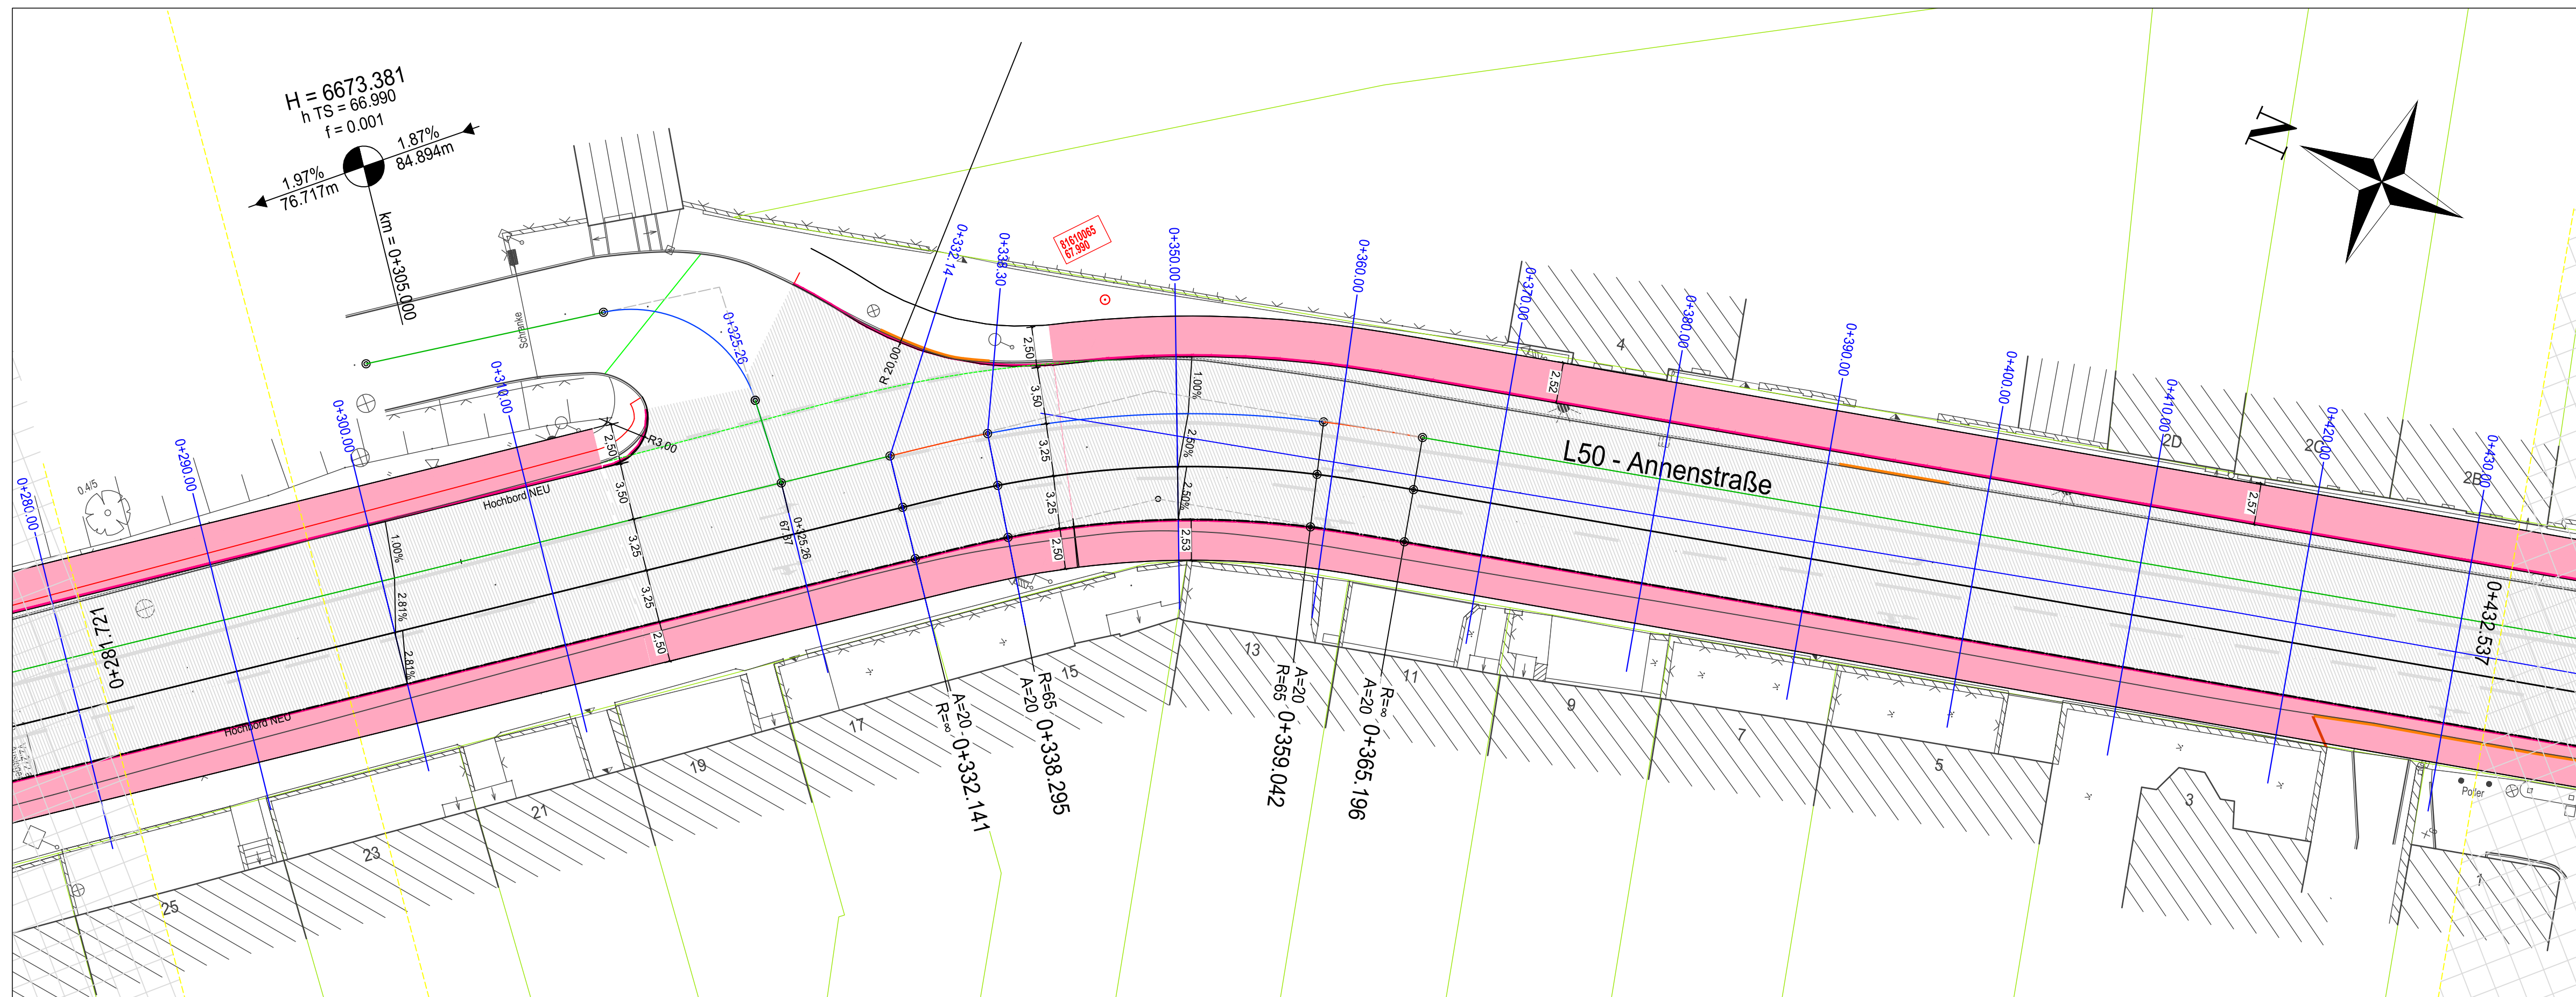 H = 6673.381
h TS = 66.990
f = 0.001
1.87%
84.894m
1.97%
76.717m
km = 0+305.000
N
81610065
67.990
Schranke
0.4/5
0+280.00
0+290.00
0+300.00
0+310.00
0+325.26
0+332.14
0+338.30
0+350.00
0+360.00
0+370.00
0+380.00
0+390.00
0+400.00
0+410.00
0+420.00
0+430.00
R 20.00
R3.00
2,50
3,50
3,25
3,25
2,50
2,50
3,50
3,25
3,25
2,50
2,53
2,52
2,57
1.00%
2.81%
2.81%
1.00%
2.50%
2.50%
Hochbord NEU
Hochbord NEU
0+325.26
L50 - Annenstraße
0+281.721
0+432.537
A=20
R=∞
0+332.141
R=65
A=20
0+338.295
A=20
R=65
0+359.042
R=∞
A=20
0+365.196
4
2D
2C
2B
25
23
21
19
17
15
13
11
9
7
5
3
1
Poller